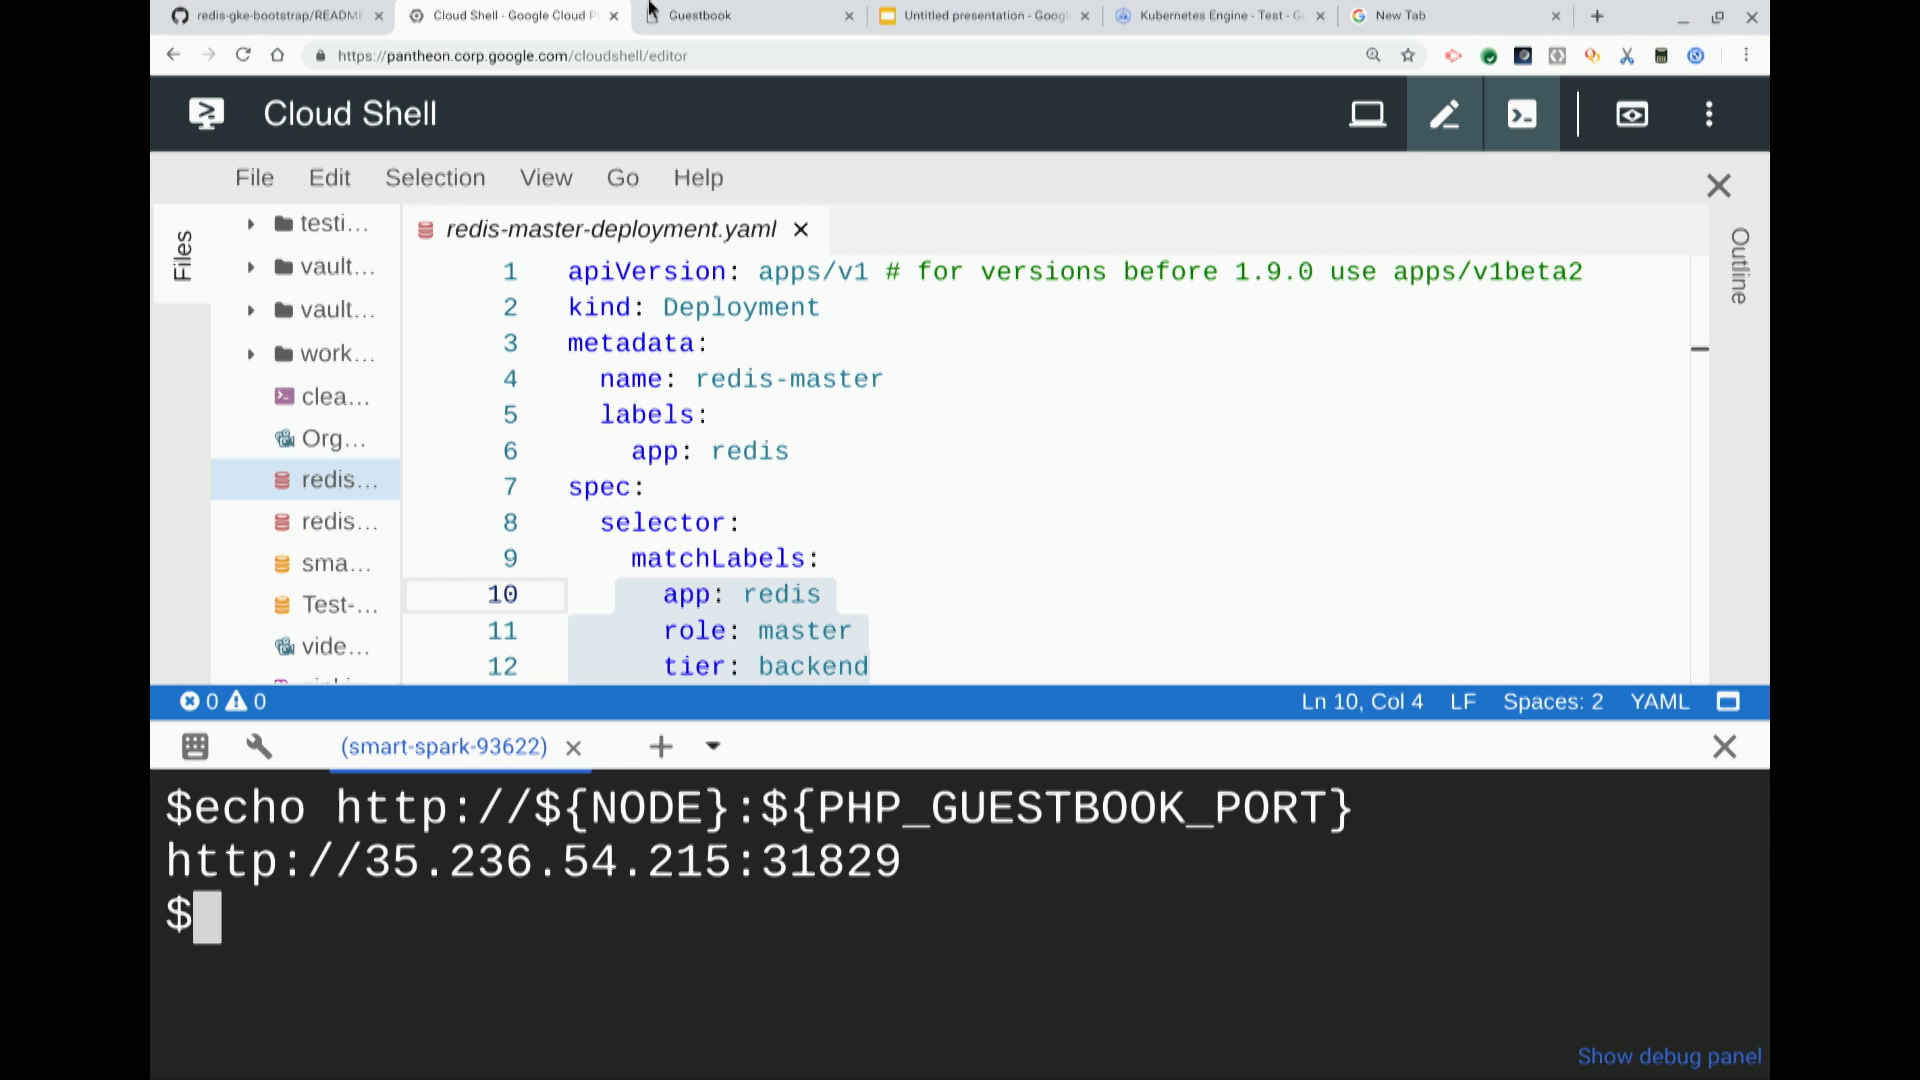 redis-gke-bootstrap/READM
Cloud Shell - Google Cloud P
Guestbook
Untitled presentation - Googl
Kubernetes Engine - Test - G
New Tab
https://pantheon.corp.google.com/cloudshell/editor
Cloud Shell
File Edit Selection View Go Help
Files
testi...
vault...
vault...
work...
clea...
Org...
redis...
redis...
sma...
Test-...
vide...
redis-master-deployment.yaml
Outline
1 apiVersion: apps/v1 # for versions before 1.9.0 use apps/v1beta2
2 kind: Deployment
3 metadata:
4 name: redis-master
5 labels:
6 app: redis
7 spec:
8 selector:
9 matchLabels:
10 app: redis
11 role: master
12 tier: backend
0 0 Ln 10, Col 4 LF Spaces: 2 YAML
(smart-spark-93622)
$echo http://${NODE}:${PHP_GUESTBOOK_PORT}
http://35.236.54.215:31829
$
Show debug panel